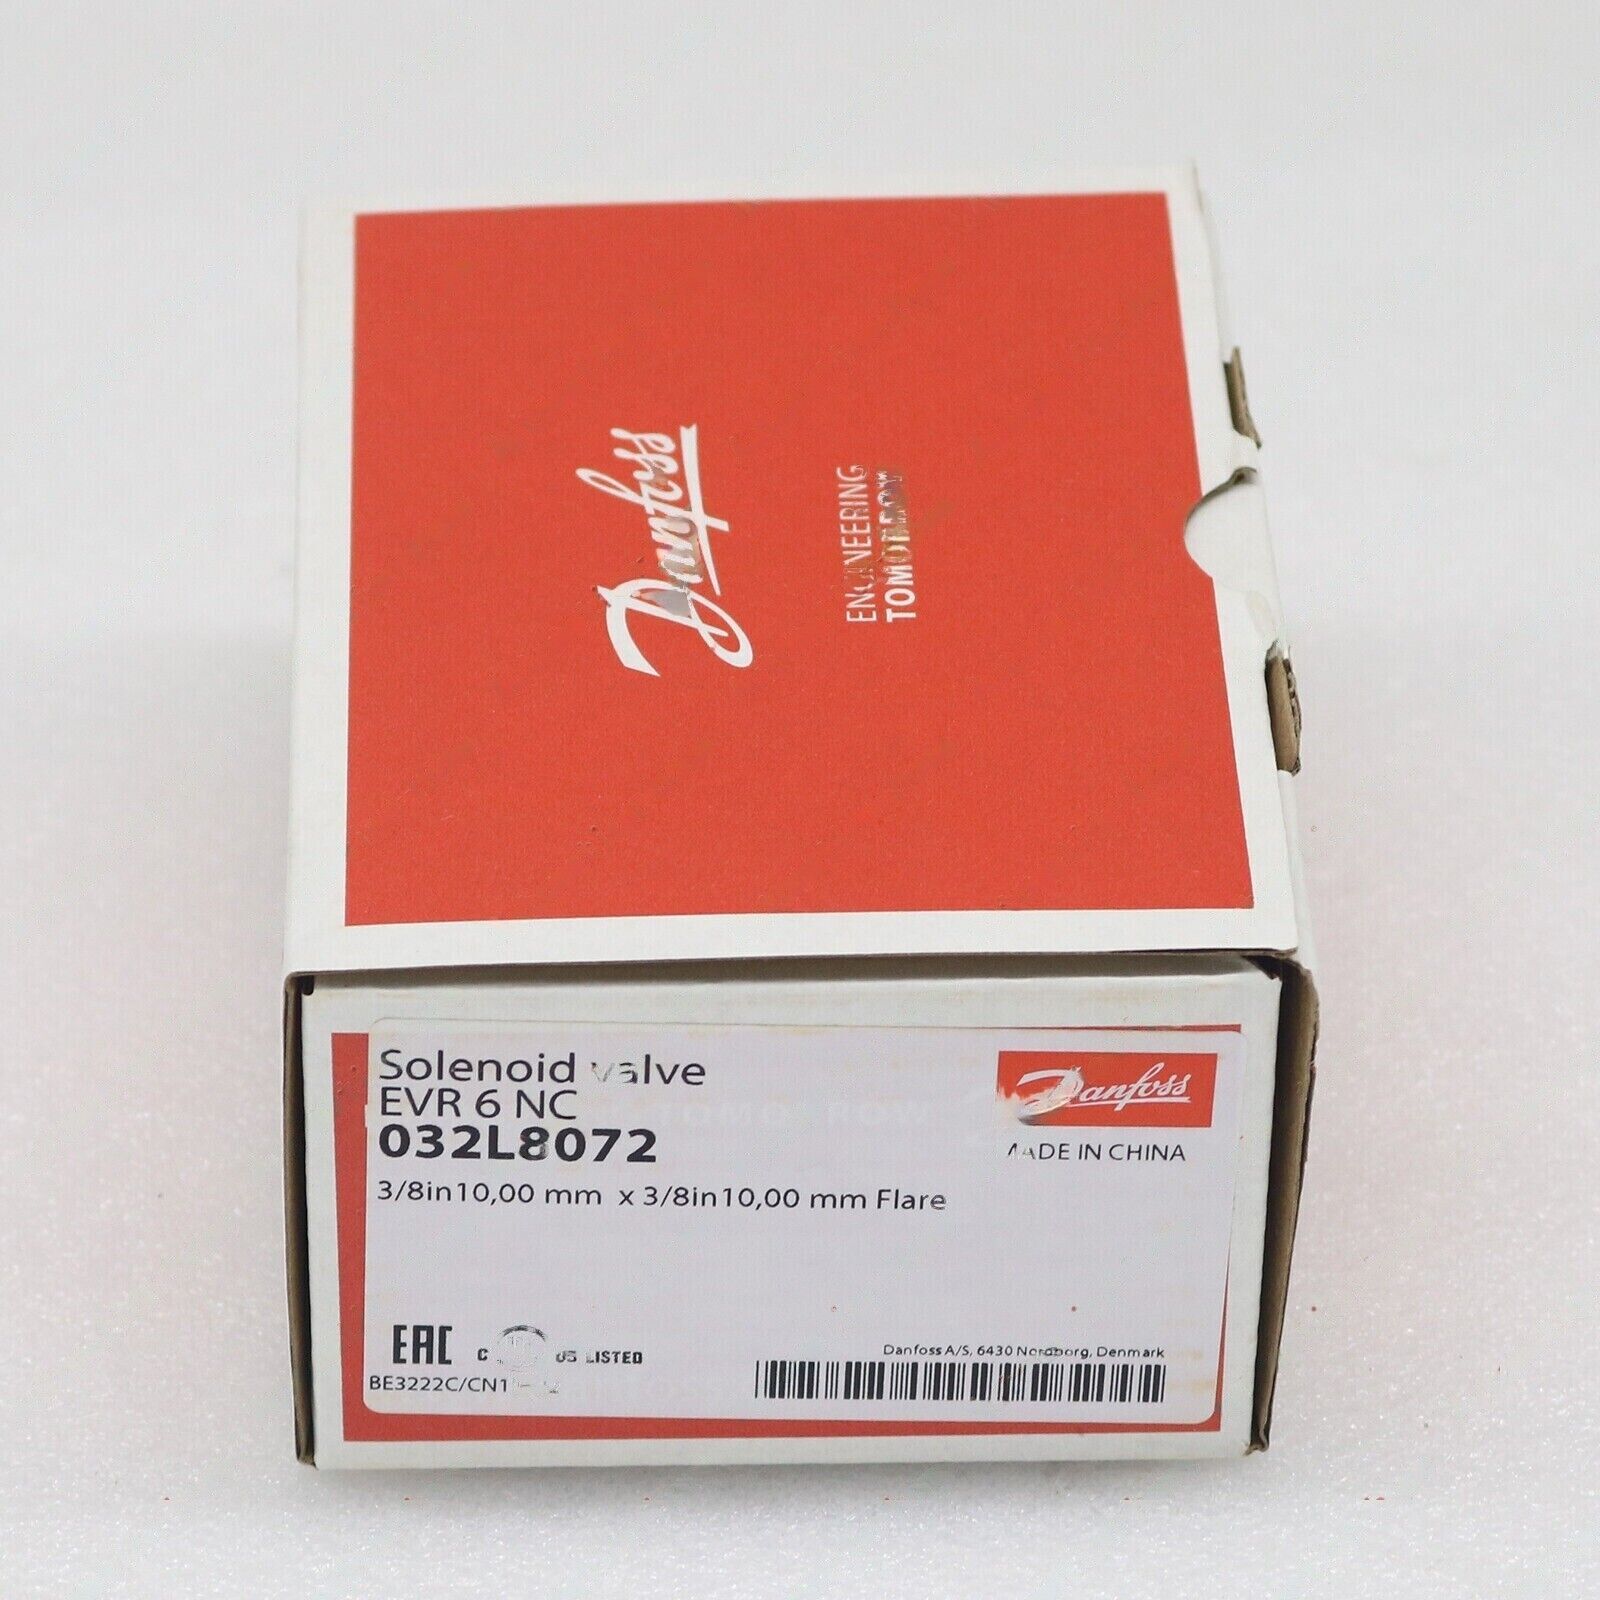 Danfoss
ENGINEERING
TOMORROW
Solenoid valve
EVR 6 NC
032L8072
3/8in10,00 mm x 3/8in10,00 mm Flare
Danfoss
MADE IN CHINA
EAC
C US LISTED
Danfoss A/S, 6430 Nordborg, Denmark